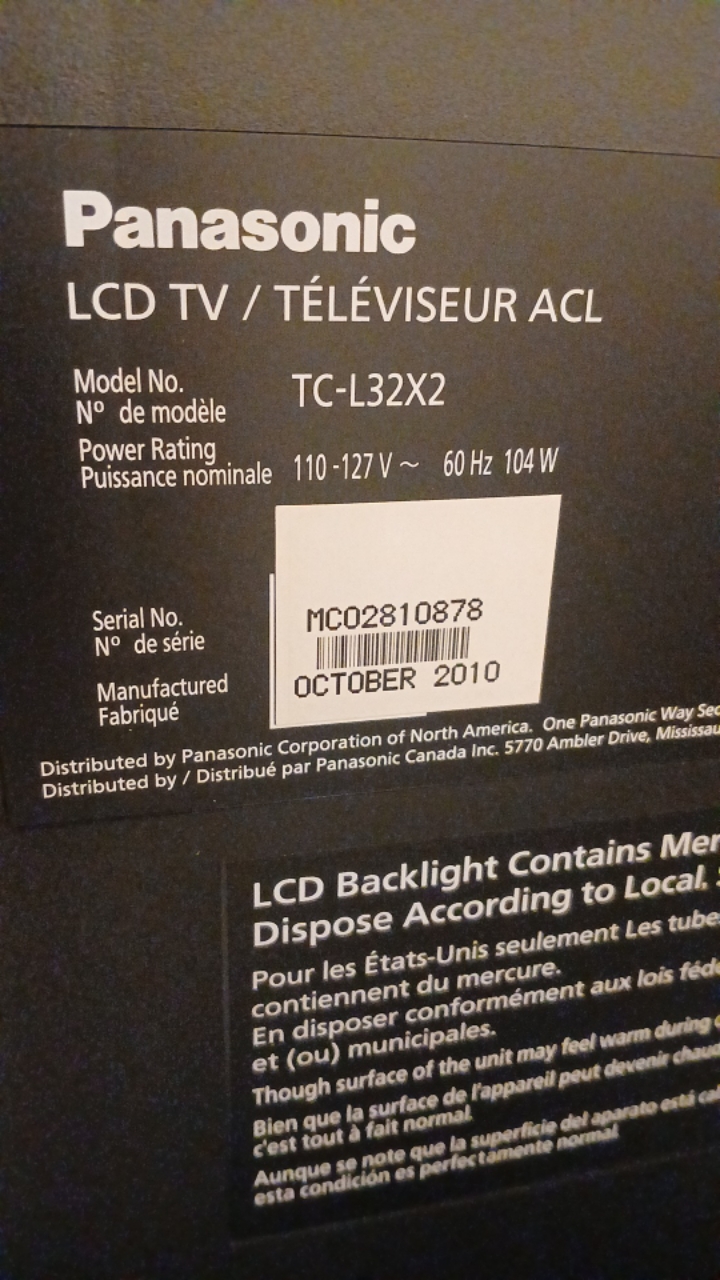 Panasonic
LCD TV / TÉLÉVISEUR ACL
Model No.
Nº de modèle
TC-L32X2
Power Rating
Puissance nominale
110 -127 V ~ 60 Hz 104 W
Serial No.
Nº de série
MC02810878
Manufactured
Fabriqué
OCTOBER 2010
Distributed by Panasonic Corporation of North America. One Panasonic Way
Distributed by / Distribué par Panasonic Canada Inc. 5770 Ambler Drive,
LCD Backlight Contains
Dispose According to Local.
Pour les États-Unis seulement Les
contiennent du mercure.
En disposer conformément aux lois
et (ou) municipales.
Though surface of the unit may feel warm during
Bien que la surface de l'appareil peut devenir
c'est tout à fait normal.
Aunque se note que la superficie del aparato está
esta condición es perfectamente normal.